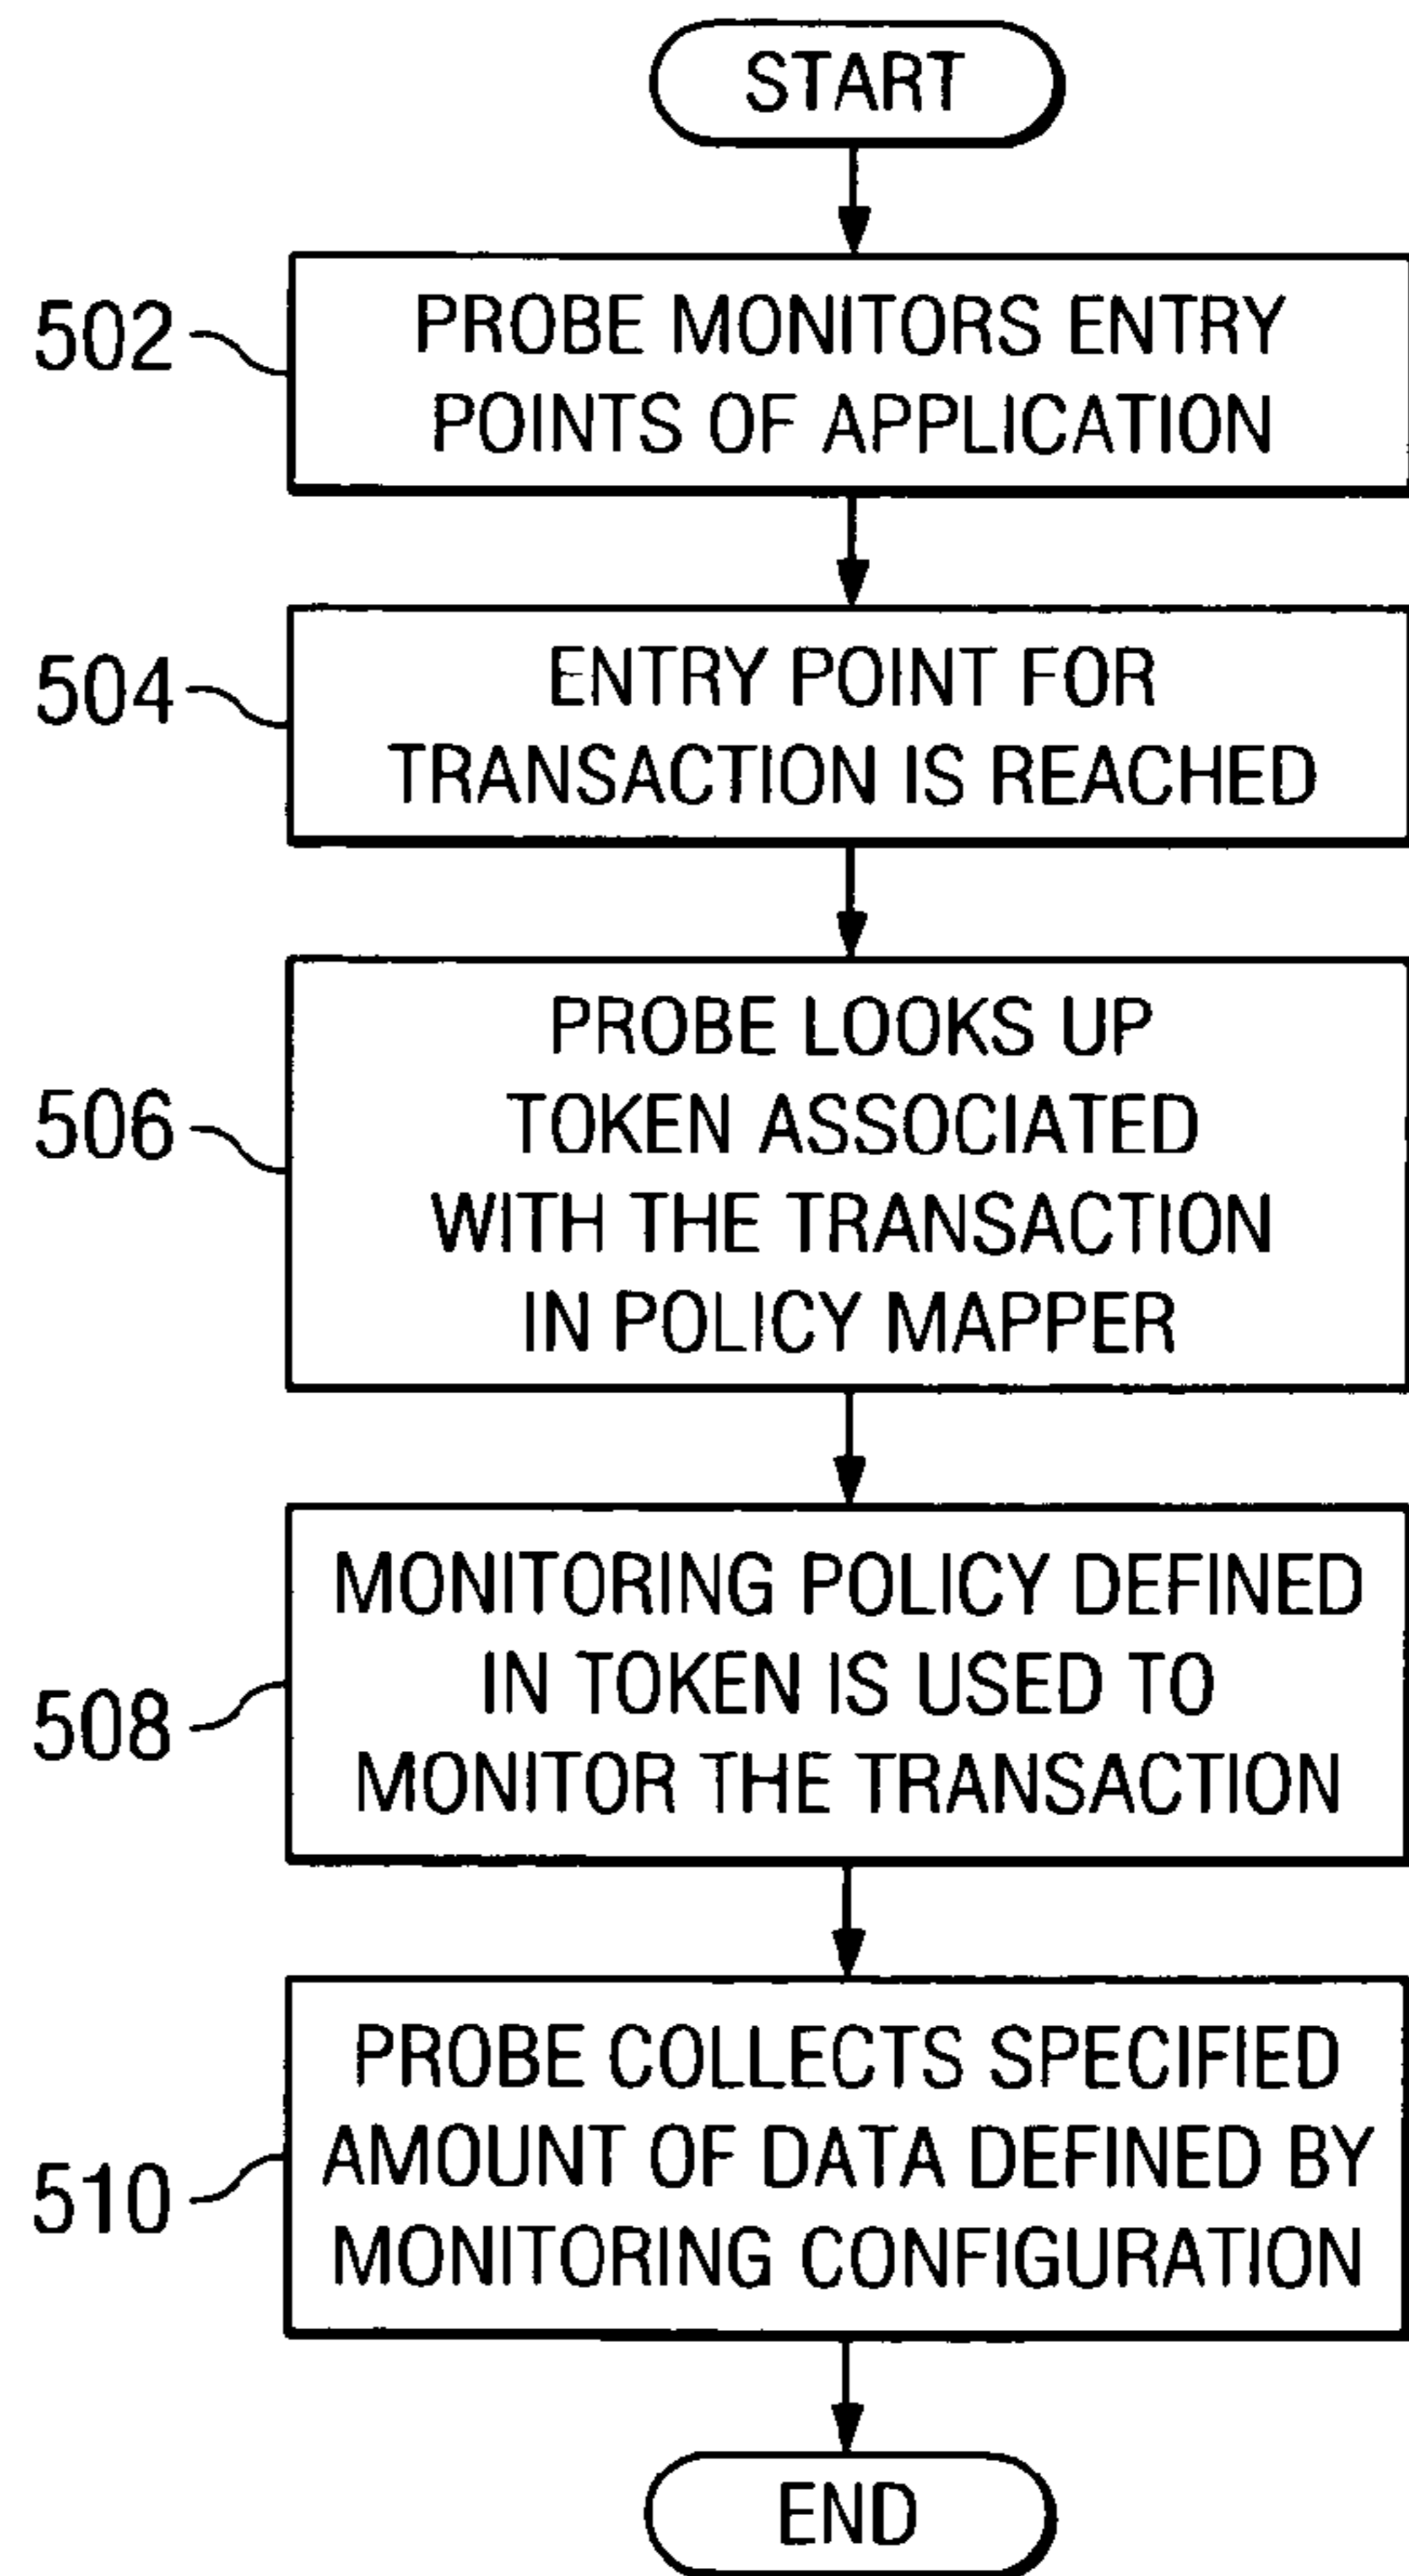 START
502
PROBE MONITORS ENTRY
POINTS OF APPLICATION
504
ENTRY POINT FOR
TRANSACTION IS REACHED
506
PROBE LOOKS UP
TOKEN ASSOCIATED
WITH THE TRANSACTION
IN POLICY MAPPER
508
MONITORING POLICY DEFINED
IN TOKEN IS USED TO
MONITOR THE TRANSACTION
510
PROBE COLLECTS SPECIFIED
AMOUNT OF DATA DEFINED BY
MONITORING CONFIGURATION
END